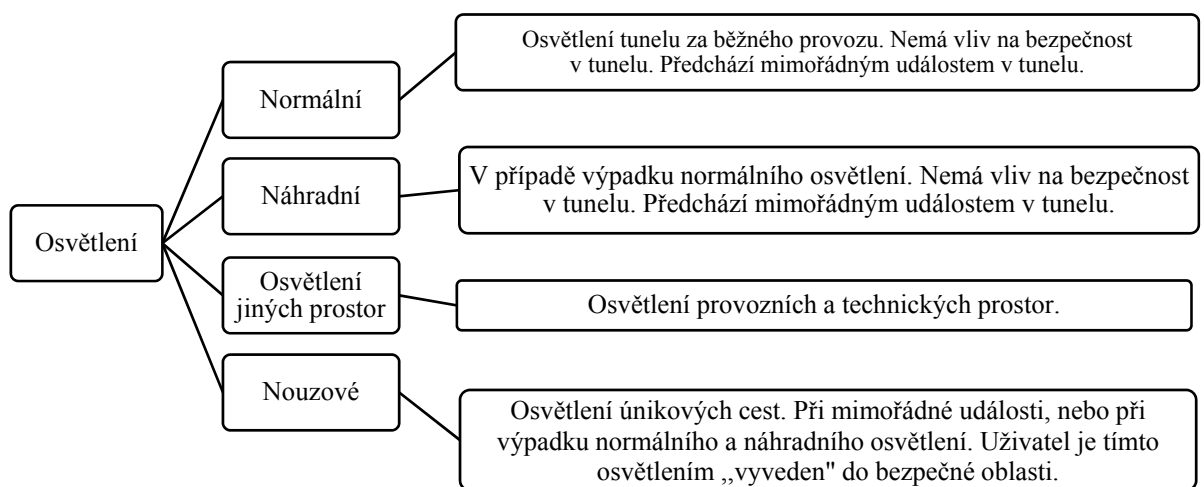 Osvětlení
Normální
Osvětlení tunelu za běžného provozu. Nemá vliv na bezpečnost
v tunelu. Předchází mimořádným událostem v tunelu.
Náhradní
V případě výpadku normálního osvětlení. Nemá vliv na bezpečnost
v tunelu. Předchází mimořádným událostem v tunelu.
Osvětlení
jiných prostor
Osvětlení provozních a technických prostor.
Nouzové
Osvětlení únikových cest. Při mimořádné události, nebo při
výpadku normálního a náhradního osvětlení. Uživatel je tímto
osvětlením ,,vyveden" do bezpečné oblasti.